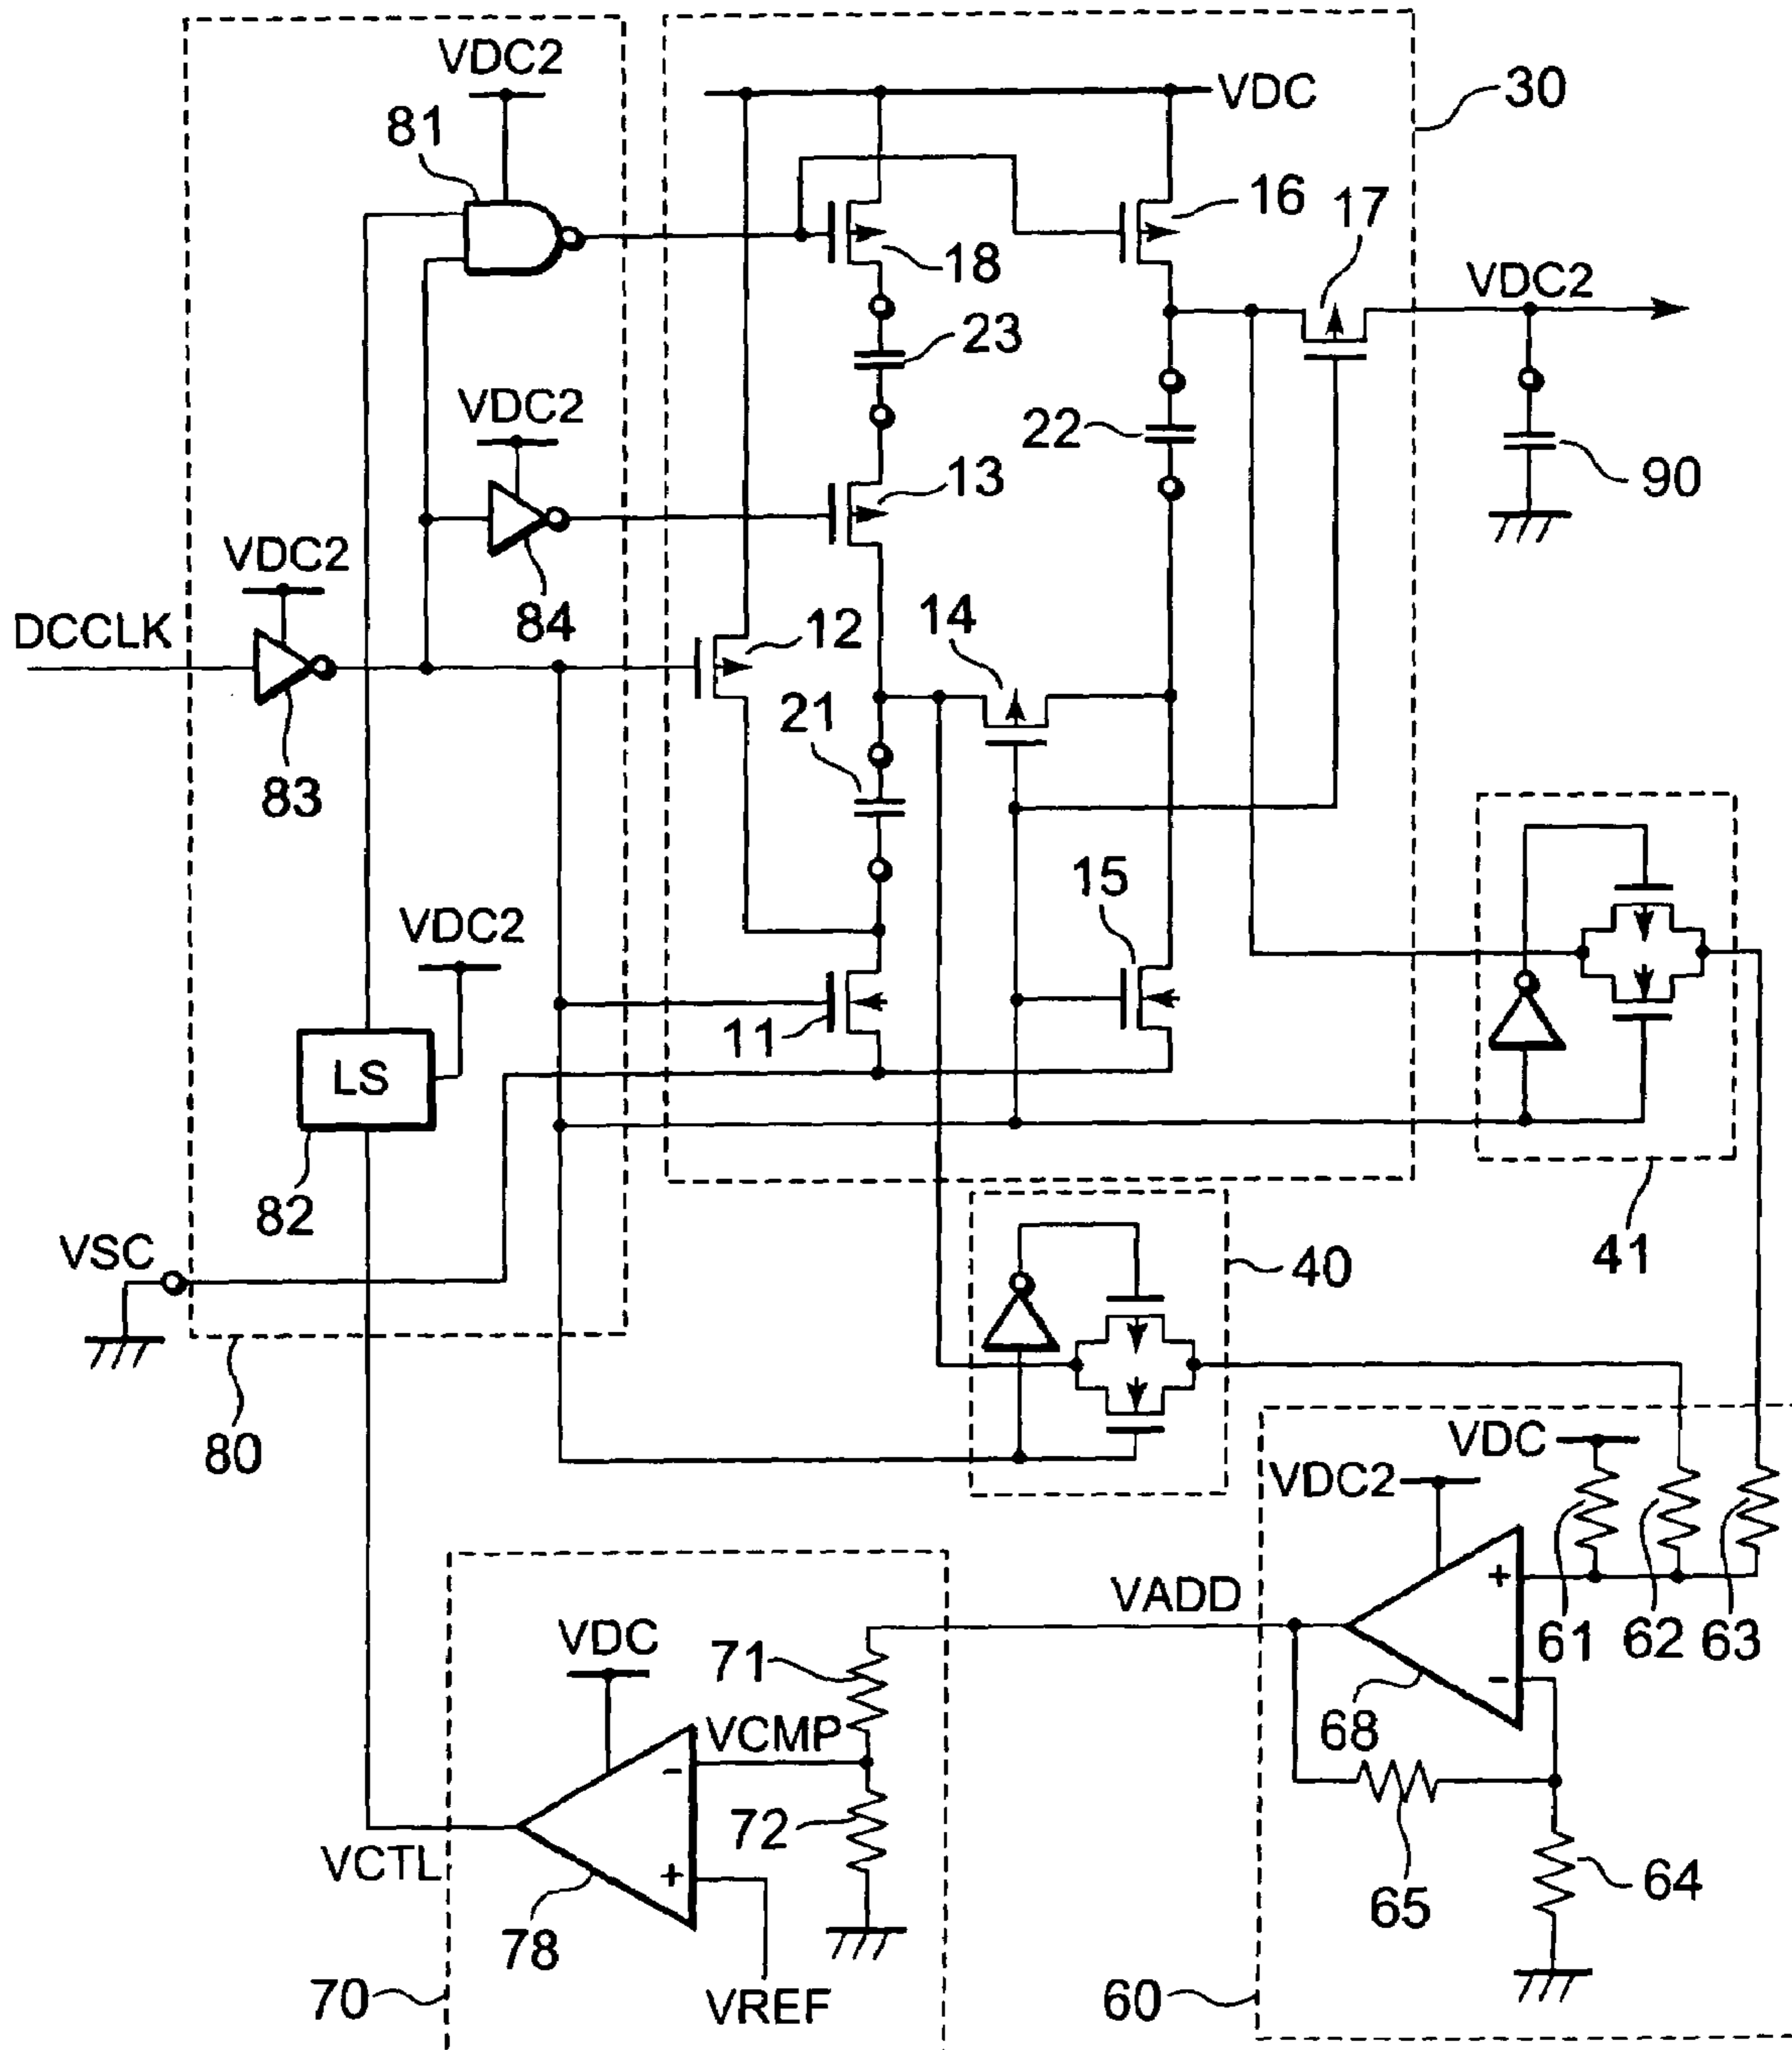 VDC2
VDC
30
81
16
17
18
VDC2
23
VDC2
22
90
13
VDC2
DCCLK
84
12
14
21
83
15
VDC2
11
LS
82
41
VSC
40
80
VDC
VDC2
+
61
62
63
VADD
-
68
VDC
71
VCMP
-
72
65
64
VCTL
+
78
70
VREF
60